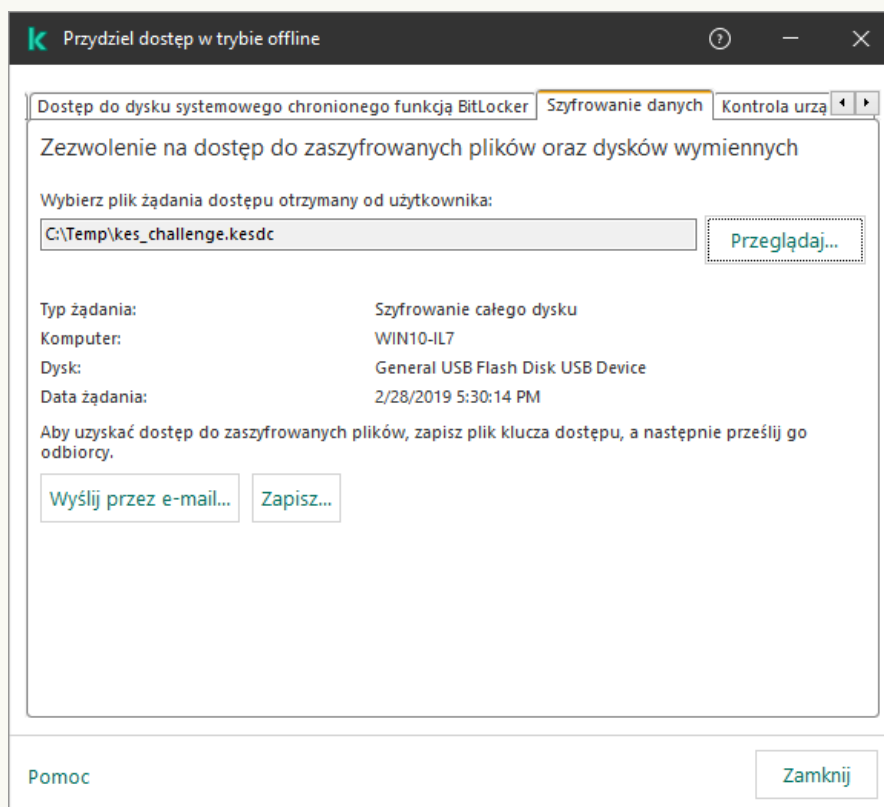 Przydziel dostęp w trybie offline
Dostęp do dysku systemowego chronionego funkcją BitLocker
Szyfrowanie danych
Kontrola urzą
Zezwolenie na dostęp do zaszyfrowanych plików oraz dysków wymiennych
Wybierz plik żądania dostępu otrzymany od użytkownika:
C:\Temp\kes_challenge.kesdc
Przeglądaj...
Typ żądania: Szyfrowanie całego dysku
Komputer: WIN10-IL7
Dysk: General USB Flash Disk USB Device
Data żądania: 2/28/2019 5:30:14 PM
Aby uzyskać dostęp do zaszyfrowanych plików, zapisz plik klucza dostępu, a następnie prześlij go
odbiorcy.
Wyślij przez e-mail...
Zapisz...
Pomoc
Zamknij